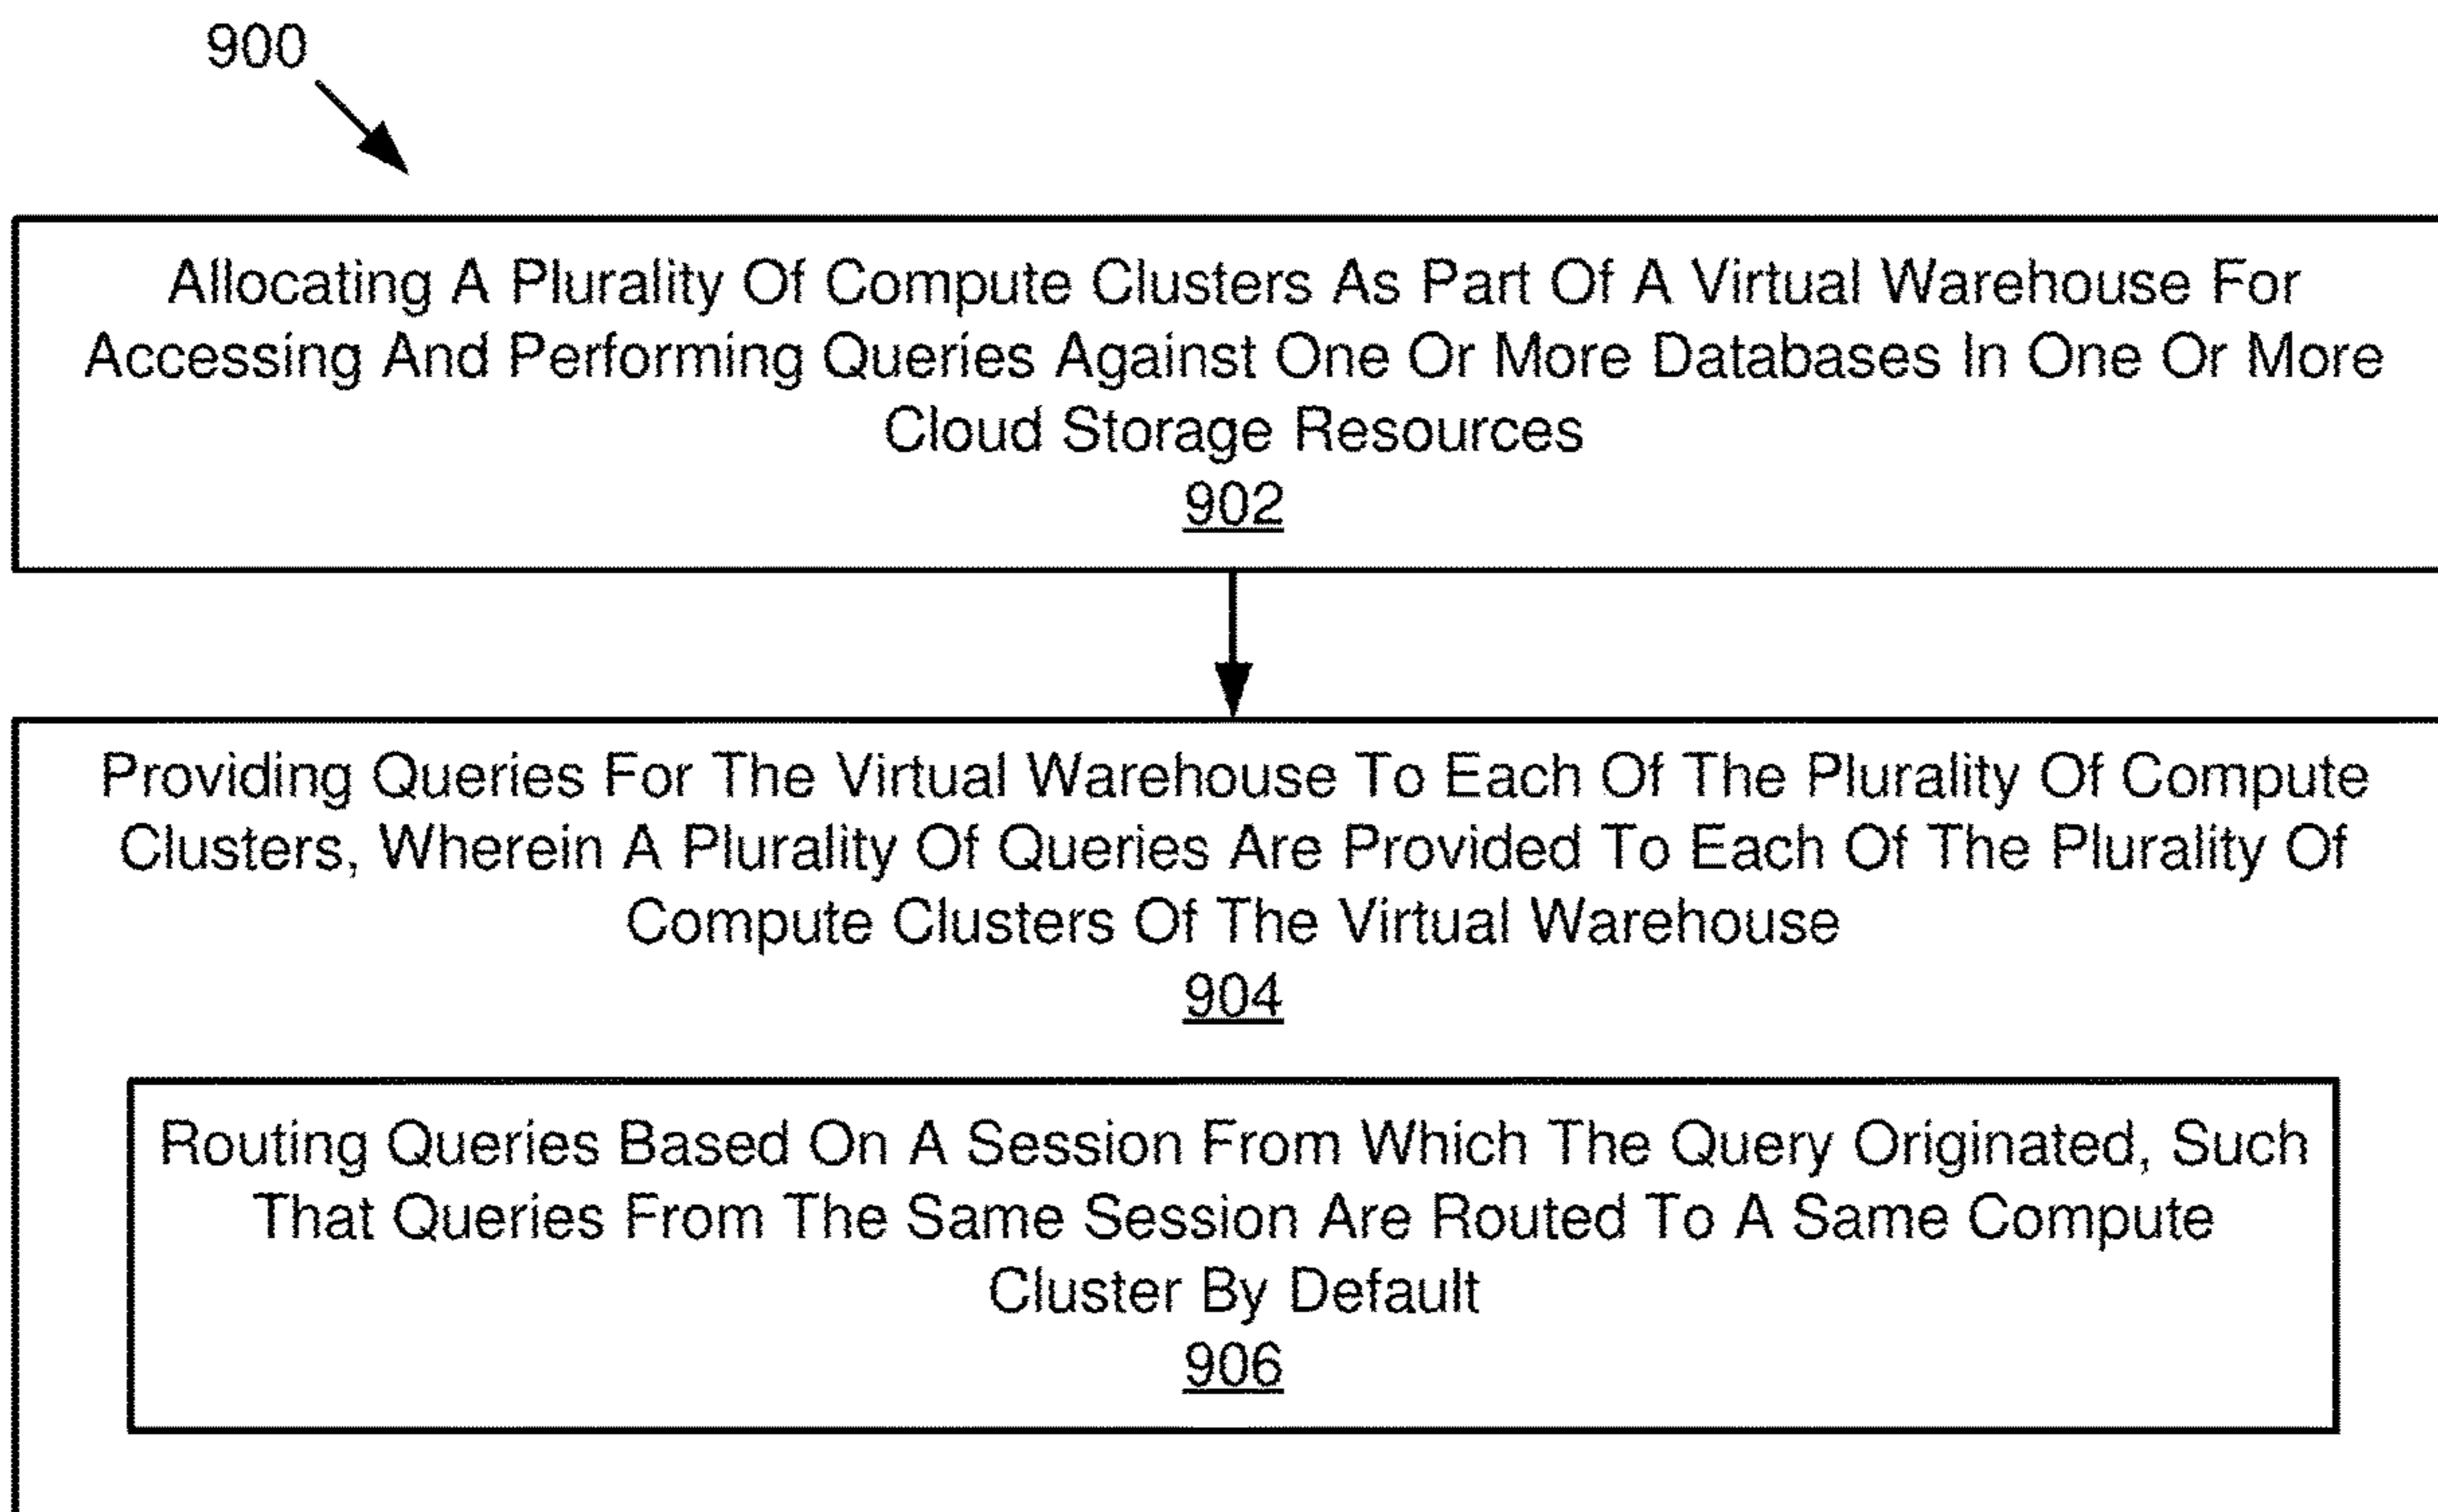 900
Allocating A Plurality Of Compute Clusters As Part Of A Virtual Warehouse For
Accessing And Performing Queries Against One Or More Databases In One Or More
Cloud Storage Resources
902
Providing Queries For The Virtual Warehouse To Each Of The Plurality Of Compute
Clusters, Wherein A Plurality Of Queries Are Provided To Each Of The Plurality Of
Compute Clusters Of The Virtual Warehouse
904
Routing Queries Based On A Session From Which The Query Originated, Such
That Queries From The Same Session Are Routed To A Same Compute
Cluster By Default
906